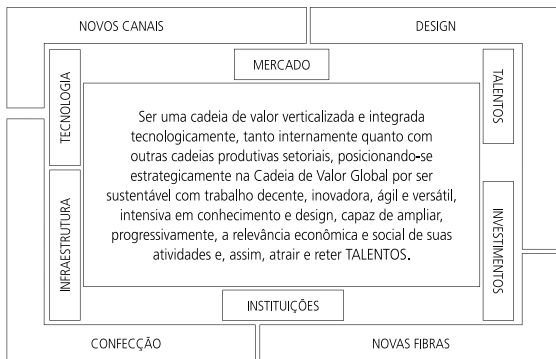 NOVOS CANAIS
DESIGN
MERCADO
TECNOLOGIA
TALENTOS
Ser uma cadeia de valor verticalizada e integrada
tecnologicamente, tanto internamente quanto com
outras cadeias produtivas setoriais, posicionando-se
estrategicamente na Cadeia de Valor Global por ser
sustentável com trabalho decente, inovadora, ágil e versátil,
intensiva em conhecimento e design, capaz de ampliar,
progressivamente, a relevância econômica e social de suas
atividades e, assim, atrair e reter TALENTOS.
INFRAESTRUTURA
INVESTIMENTOS
INSTITUIÇÕES
CONFECÇÃO
NOVAS FIBRAS